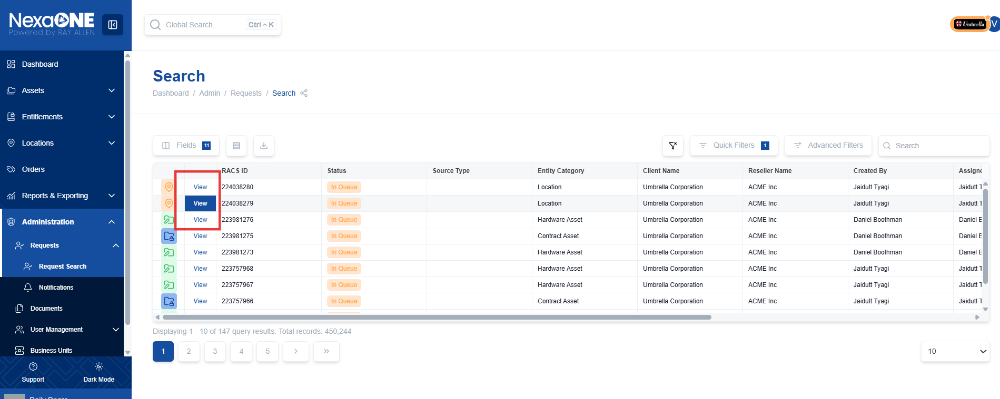 NexaONE
Powered by RAY ALLEN
Global Search... Ctrl ^ K
Umbrella V
Dashboard
Assets
Entitlements
Locations
Orders
Reports & Exporting
Administration
Requests
Request Search
Notifications
Documents
User Management
Business Units
Support Dark Mode
Search
Dashboard / Admin / Requests / Search
Fields 11 Quick Filters 1 Advanced Filters Search
RACS ID Status Source Type Entity Category Client Name Reseller Name Created By Assigne
View 224038280 In Queue Location Umbrella Corporation ACME Inc Jaidutt Tyagi Jaidutt T
View 224038279 In Queue Location Umbrella Corporation ACME Inc Jaidutt Tyagi Jaidutt T
View 223981276 In Queue Hardware Asset Umbrella Corporation ACME Inc Daniel Boothman Daniel B
View 223981275 In Queue Contract Asset Umbrella Corporation ACME Inc Daniel Boothman Daniel B
View 223981273 In Queue Hardware Asset Umbrella Corporation ACME Inc Daniel Boothman Daniel B
View 223757968 In Queue Hardware Asset Umbrella Corporation ACME Inc Jaidutt Tyagi Jaidutt T
View 223757967 In Queue Hardware Asset Umbrella Corporation ACME Inc Jaidutt Tyagi Jaidutt T
View 223757966 In Queue Contract Asset Umbrella Corporation ACME Inc Jaidutt Tyagi Jaidutt T
Displaying 1 - 10 of 147 query results. Total records: 450,244
1 2 3 4 5 > >> 10